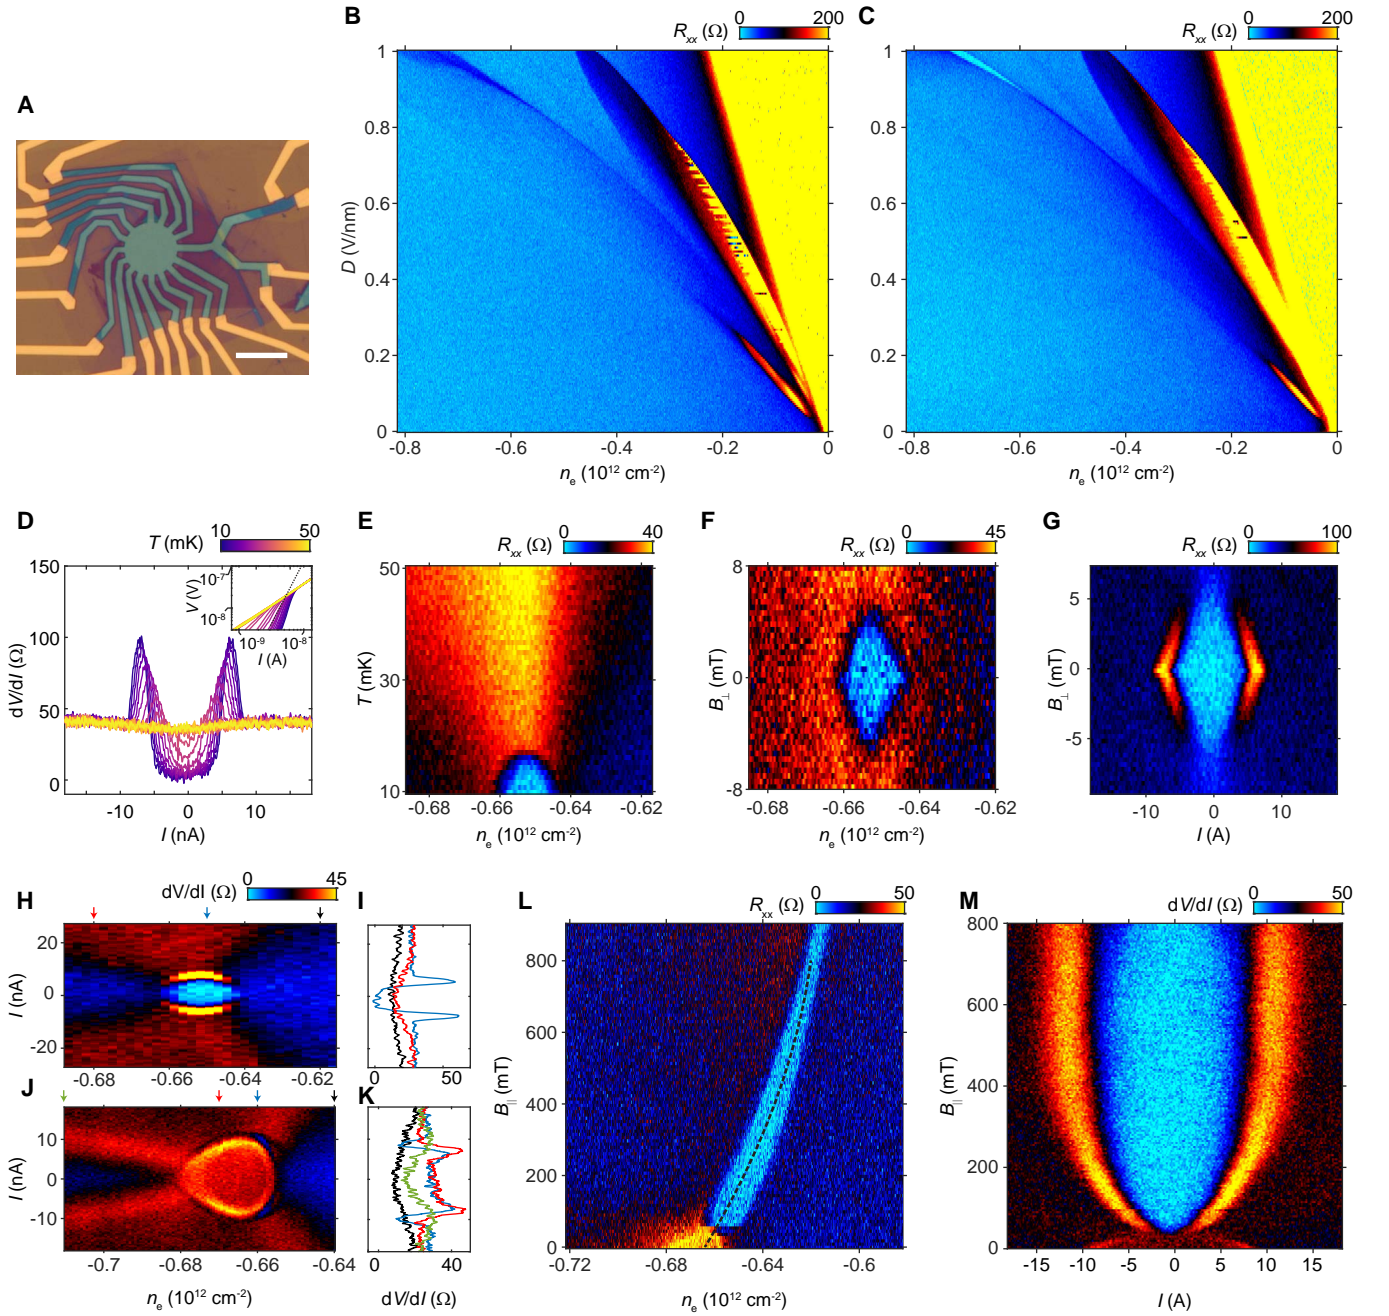 A
B
R_xx (Ω)
0
200
C
R_xx (Ω)
0
200
D (V/nm)
1
0.8
0.6
0.4
0.2
0
-0.8
-0.6
-0.4
-0.2
0
n_e (10^12 cm^-2)
1
0.8
0.6
0.4
0.2
0
-0.8
-0.6
-0.4
-0.2
0
n_e (10^12 cm^-2)
D
T (mK)
10
50
dV/dI (Ω)
150
100
50
0
-10
0
10
I (nA)
V (V)
10^-7
10^-8
10^-9
10^-8
I (A)
E
R_xx (Ω)
0
40
T (mK)
50
30
10
-0.68
-0.66
-0.64
-0.62
n_e (10^12 cm^-2)
F
R_xx (Ω)
0
45
B_⊥ (mT)
8
0
-8
-0.68
-0.66
-0.64
-0.62
n_e (10^12 cm^-2)
G
R_xx (Ω)
0
100
B_⊥ (mT)
5
0
-5
-10
0
10
I (A)
H
dV/dI (Ω)
0
45
I (nA)
20
0
-20
-0.68
-0.66
-0.64
-0.62
I
0
50
J
I (nA)
10
0
-10
-0.7
-0.68
-0.66
-0.64
n_e (10^12 cm^-2)
K
0
40
dV/dI (Ω)
L
R_xx (Ω)
0
50
B_|| (mT)
800
600
400
200
0
-0.72
-0.68
-0.64
-0.6
n_e (10^12 cm^-2)
M
dV/dI (Ω)
0
50
B_|| (mT)
800
600
400
200
0
-15
-10
-5
0
5
10
15
I (A)